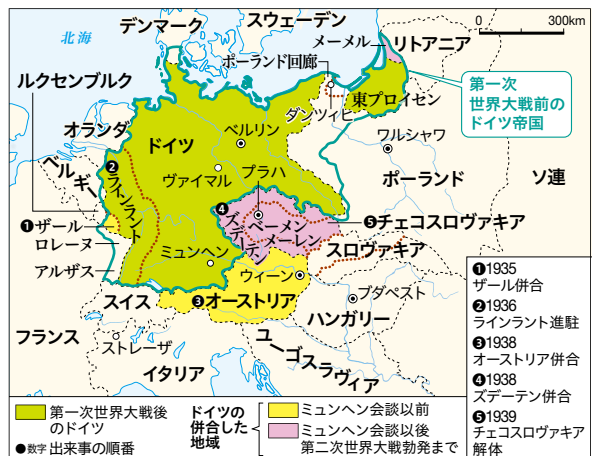 デンマーク
スウェーデン
0 300km
北海
メーメル
リトアニア
ポーランド回廊
ルクセンブルク
ダンツィヒ
東プロイセン
第一次
世界大戦前の
ドイツ帝国
オランダ
ドイツ
ベルリン
ワルシャワ
ベルギー
❷ラインラント
ヴァイマル
プラハ
ポーランド
ソ連
❹ズデーテン
ベーメン
メーレン
❺チェコスロヴァキア
❶ザール
ロレーヌ
スロヴァキア
ミュンヘン
アルザス
ウィーン
スイス
❸オーストリア
ブダペスト
ハンガリー
フランス
ストレーザ
イタリア
ユーゴスラヴィア
❶1935
ザール併合
❷1936
ラインラント進駐
❸1938
オーストリア併合
❹1938
ズデーテン併合
❺1939
チェコスロヴァキア
解体
第一次世界大戦後
のドイツ
●数字 出来事の順番
ドイツの
併合した
地域
ミュンヘン会談以前
ミュンヘン会談以後
第二次世界大戦勃発まで